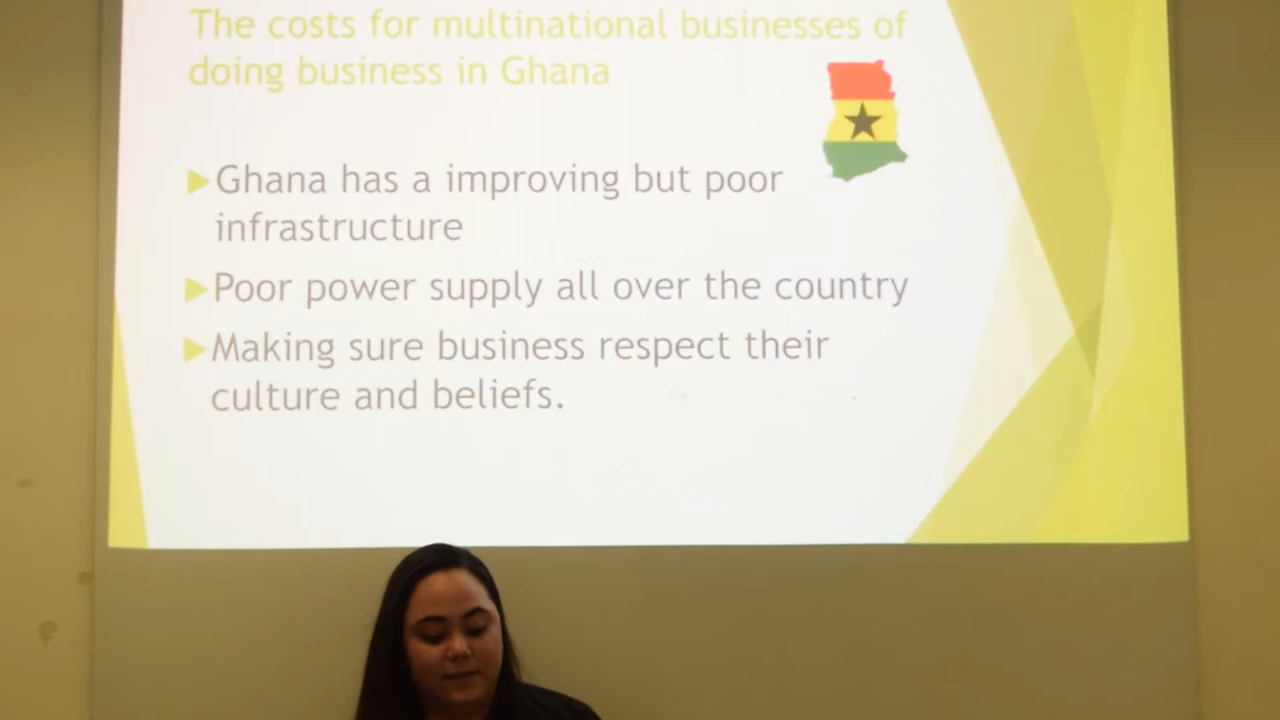 The costs for multinational businesses of
doing business in Ghana
Ghana has a improving but poor
infrastructure
Poor power supply all over the country
Making sure business respect their
culture and beliefs.